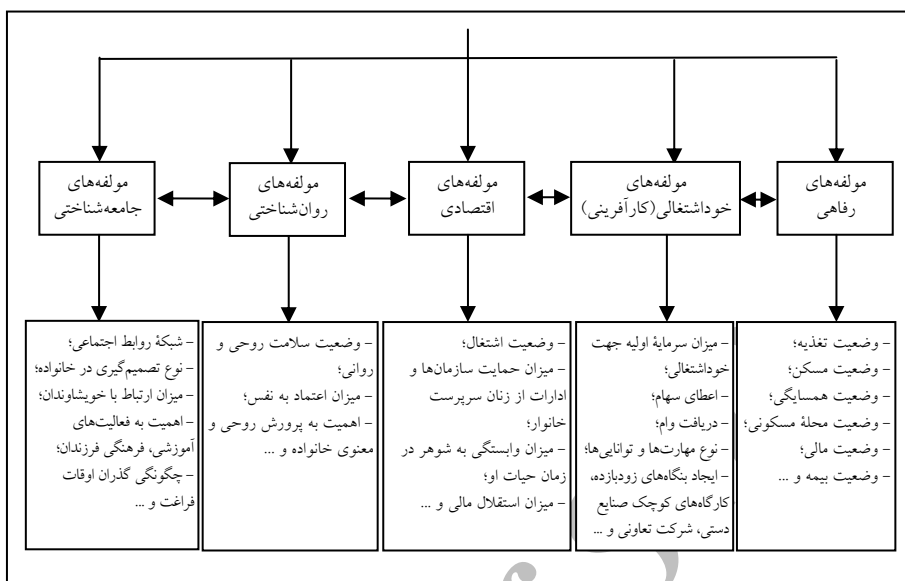 مولفه‌های
رفاهی
مولفه‌های
خوداشتغالی(کارآفرینی)
مولفه‌های
اقتصادی
مولفه‌های
روان‌شناختی
مولفه‌های
جامعه‌شناختی
– وضعیت تغذیه؛
– وضعیت مسکن؛
– وضعیت همسایگی؛
– وضعیت محلهٔ مسکونی؛
– وضعیت مالی؛
– وضعیت بیمه و ...
– میزان سرمایهٔ اولیه جهت
خوداشتغالی؛
– اعطای سهام؛
– دریافت وام؛
– نوع مهارت‌ها و توانایی‌ها؛
– ایجاد بنگاه‌های زودبازده،
کارگاه‌های کوچک صنایع
دستی، شرکت تعاونی و ...
– وضعیت اشتغال؛
– میزان حمایت سازمان‌ها و
ادارات از زنان سرپرست
خانوار؛
– میزان وابستگی به شوهر در
زمان حیات او؛
– میزان استقلال مالی و ...
– وضعیت سلامت روحی و
روانی؛
– میزان اعتماد به نفس؛
– اهمیت به پرورش روحی و
معنوی خانواده و ...
– شبکهٔ روابط اجتماعی؛
– نوع تصمیم‌گیری در خانواده؛
– میزان ارتباط با خویشاوندان؛
– اهمیت به فعالیت‌های
آموزشی، فرهنگی فرزندان؛
– چگونگی گذران اوقات
فراغت و ...